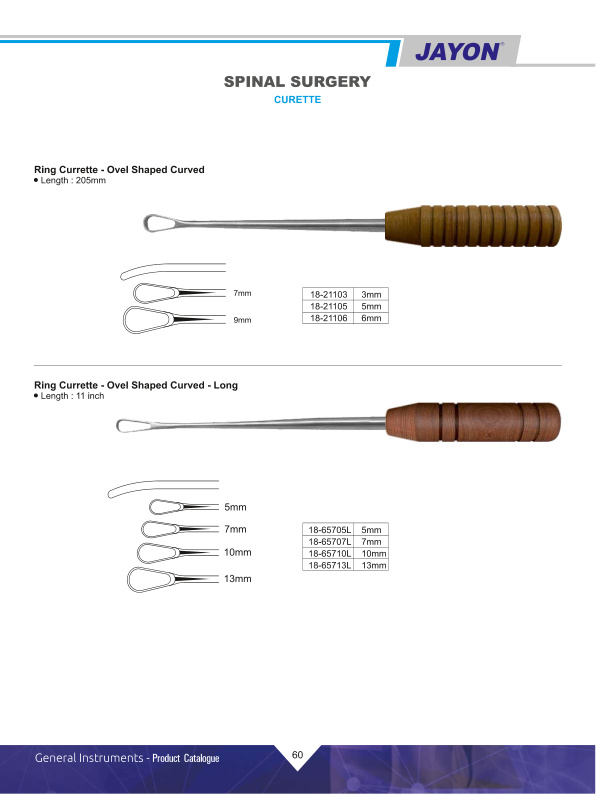 JAYON®
SPINAL SURGERY
CURETTE
Ring Currette - Ovel Shaped Curved
• Length : 205mm
7mm
9mm
18-21103 3mm
18-21105 5mm
18-21106 6mm
Ring Currette - Ovel Shaped Curved - Long
• Length : 11 inch
5mm
7mm
10mm
13mm
18-65705L 5mm
18-65707L 7mm
18-65710L 10mm
18-65713L 13mm
General Instruments - Product Catalogue
60